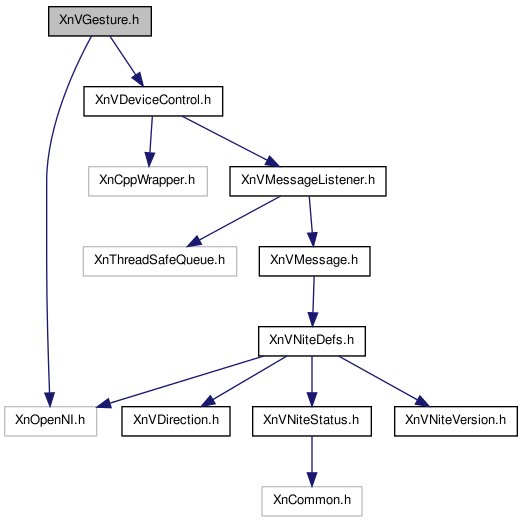 XnVGesture.h
XnVDeviceControl.h
XnCppWrapper.h
XnVMessageListener.h
XnThreadSafeQueue.h
XnVMessage.h
XnVNiteDefs.h
XnOpenNI.h
XnVDirection.h
XnVNiteStatus.h
XnVNiteVersion.h
XnCommon.h